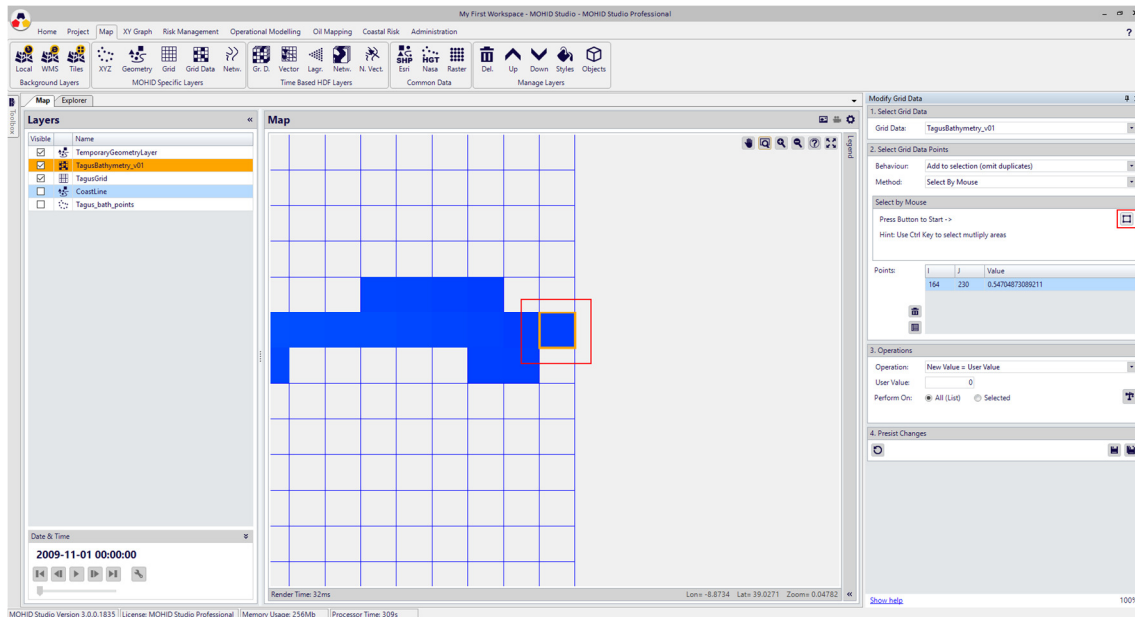 My First Workspace - MOHID Studio - MOHID Studio Professional
Home Project Map XY Graph Risk Management Operational Modelling Oil Mapping Coastal Risk Administration ?
Local WMS Tiles XYZ Geometry Grid Grid Data Netw. Gr. D. Vector Lagr. Netw. N. Vect. Esri Nasa Raster Del. Up Down Styles Objects
SHP HGT
Background Layers MOHID Specific Layers Time Based HDF Layers Common Data Manage Layers
Toolbox
Map Explorer
Layers «
Visible Name
TemporaryGeometryLayer
TagusBathymetry_v01
TagusGrid
CoastLine
Tagus_bath_points
Date & Time
2009-11-01 00:00:00
Map
Legend
Render Time: 32ms
Lon= -8.8734 Lat= 39.0271 Zoom= 0.04782 «
Modify Grid Data
1. Select Grid Data
Grid Data: TagusBathymetry_v01
2. Select Grid Data Points
Behaviour: Add to selection (omit duplicates)
Method: Select By Mouse
Select by Mouse
Press Button to Start ->
Hint: Use Ctrl Key to select mutliply areas
Points: I J Value
164 230 0.54704873089211
3. Operations
Operation: New Value = User Value
User Value: 0
Perform On: All (List) Selected
4. Presist Changes
Show help 100%
MOHID Studio Version 3.0.0.1835 License: MOHID Studio Professional Memory Usage: 256Mb Processor Time: 309s